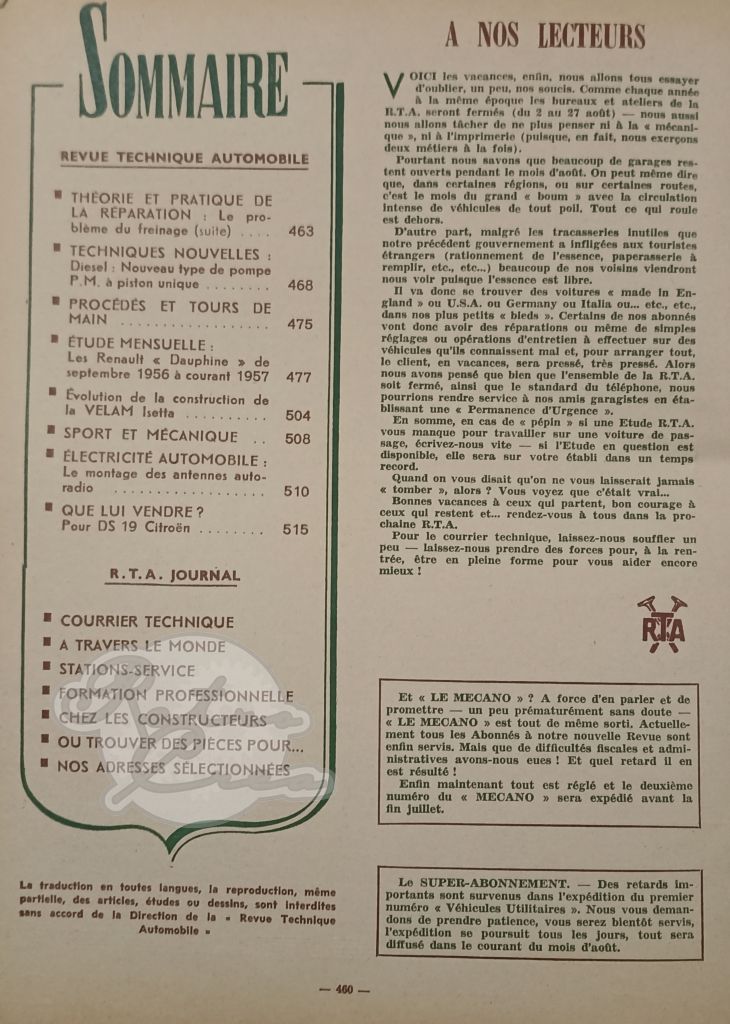 SOMMAIRE
REVUE TECHNIQUE AUTOMOBILE
THÉORIE ET PRATIQUE DE
LA RÉPARATION : Le pro-
blème du freinage (suite) .... 463
TECHNIQUES NOUVELLES :
Diesel : Nouveau type de pompe
P.M. à piston unique ........ 468
PROCÉDÉS ET TOURS DE
MAIN .................. 475
ÉTUDE MENSUELLE :
Les Renault « Dauphine » de
septembre 1956 à courant 1957 477
Évolution de la construction de
la VELAM Isetta .......... 504
SPORT ET MÉCANIQUE .. 508
ÉLECTRICITÉ AUTOMOBILE :
Le montage des antennes auto-
radio .................. 510
QUE LUI VENDRE ?
Pour DS 19 Citroën ........ 515
R.T.A. JOURNAL
COURRIER TECHNIQUE
A TRAVERS LE MONDE
STATIONS-SERVICE
FORMATION PROFESSIONNELLE
CHEZ LES CONSTRUCTEURS
OU TROUVER DES PIÈCES POUR...
NOS ADRESSES SÉLECTIONNÉES
La traduction en toutes langues, la reproduction, même
partielle, des articles, études ou dessins, sont interdites
sans accord de la Direction de la « Revue Technique
Automobile »
A NOS LECTEURS
VOICI les vacances, enfin, nous allons tous essayer
d'oublier, un peu, nos soucis. Comme chaque année
à la même époque les bureaux et ateliers de la
R.T.A. seront fermés (du 2 au 27 août) — nous aussi
nous allons tâcher de ne plus penser ni à la « mécani-
que », ni à l'imprimerie (puisque, en fait, nous exerçons
deux métiers à la fois).
Pourtant nous savons que beaucoup de garages res-
tent ouverts pendant le mois d'août. On peut même dire
que, dans certaines régions, ou sur certaines routes,
c'est le mois du grand « boum » avec la circulation
intense de véhicules de tout poil. Tout ce qui roule
est dehors.
D'autre part, malgré les tracasseries inutiles que
notre précédent gouvernement a infligées aux touristes
étrangers (rationnement de l'essence, paperasserie à
remplir, etc., etc...) beaucoup de nos voisins viendront
nous voir puisque l'essence est libre.
Il va donc se trouver des voitures « made in En-
gland » ou U.S.A. ou Germany ou Italia ou... etc., etc.,
dans nos plus petits « bleds ». Certains de nos abonnés
vont donc avoir des réparations ou même de simples
réglages ou opérations d'entretien à effectuer sur des
véhicules qu'ils connaissent mal et, pour arranger tout,
le client, en vacances, sera pressé, très pressé. Alors
nous avons pensé que bien que l'ensemble de la R.T.A.
soit fermé, ainsi que le standard du téléphone, nous
pourrions rendre service à nos amis garagistes en éta-
blissant une « Permanence d'Urgence ».
En somme, en cas de « pépin » si une Etude R.T.A.
vous manque pour travailler sur une voiture de pas-
sage, écrivez-nous vite — si l'Etude en question est
disponible, elle sera sur votre établi dans un temps
record.
Quand on vous disait qu'on ne vous laisserait jamais
« tomber », alors ? Vous voyez que c'était vrai...
Bonnes vacances à ceux qui partent, bon courage à
ceux qui restent et... rendez-vous à tous dans la pro-
chaine R.T.A.
Pour le courrier technique, laissez-nous souffler un
peu — laissez-nous prendre des forces pour, à la ren-
trée, être en pleine forme pour vous aider encore
mieux !
RTA
Et « LE MECANO » ? A force d'en parler et de
promettre — un peu prématurément sans doute —
« LE MECANO » est tout de même sorti. Actuelle-
ment tous les Abonnés à notre nouvelle Revue sont
enfin servis. Mais que de difficultés fiscales et admi-
nistratives avons-nous eues ! Et quel retard il en
est résulté !
Enfin maintenant tout est réglé et le deuxième
numéro du « MECANO » sera expédié avant la
fin juillet.
Le SUPER-ABONNEMENT. — Des retards im-
portants sont survenus dans l'expédition du premier
numéro « Véhicules Utilitaires ». Nous vous deman-
dons de prendre patience, vous serez bientôt servis,
l'expédition se poursuit tous les jours, tout sera
diffusé dans le courant du mois d'août.
— 460 —